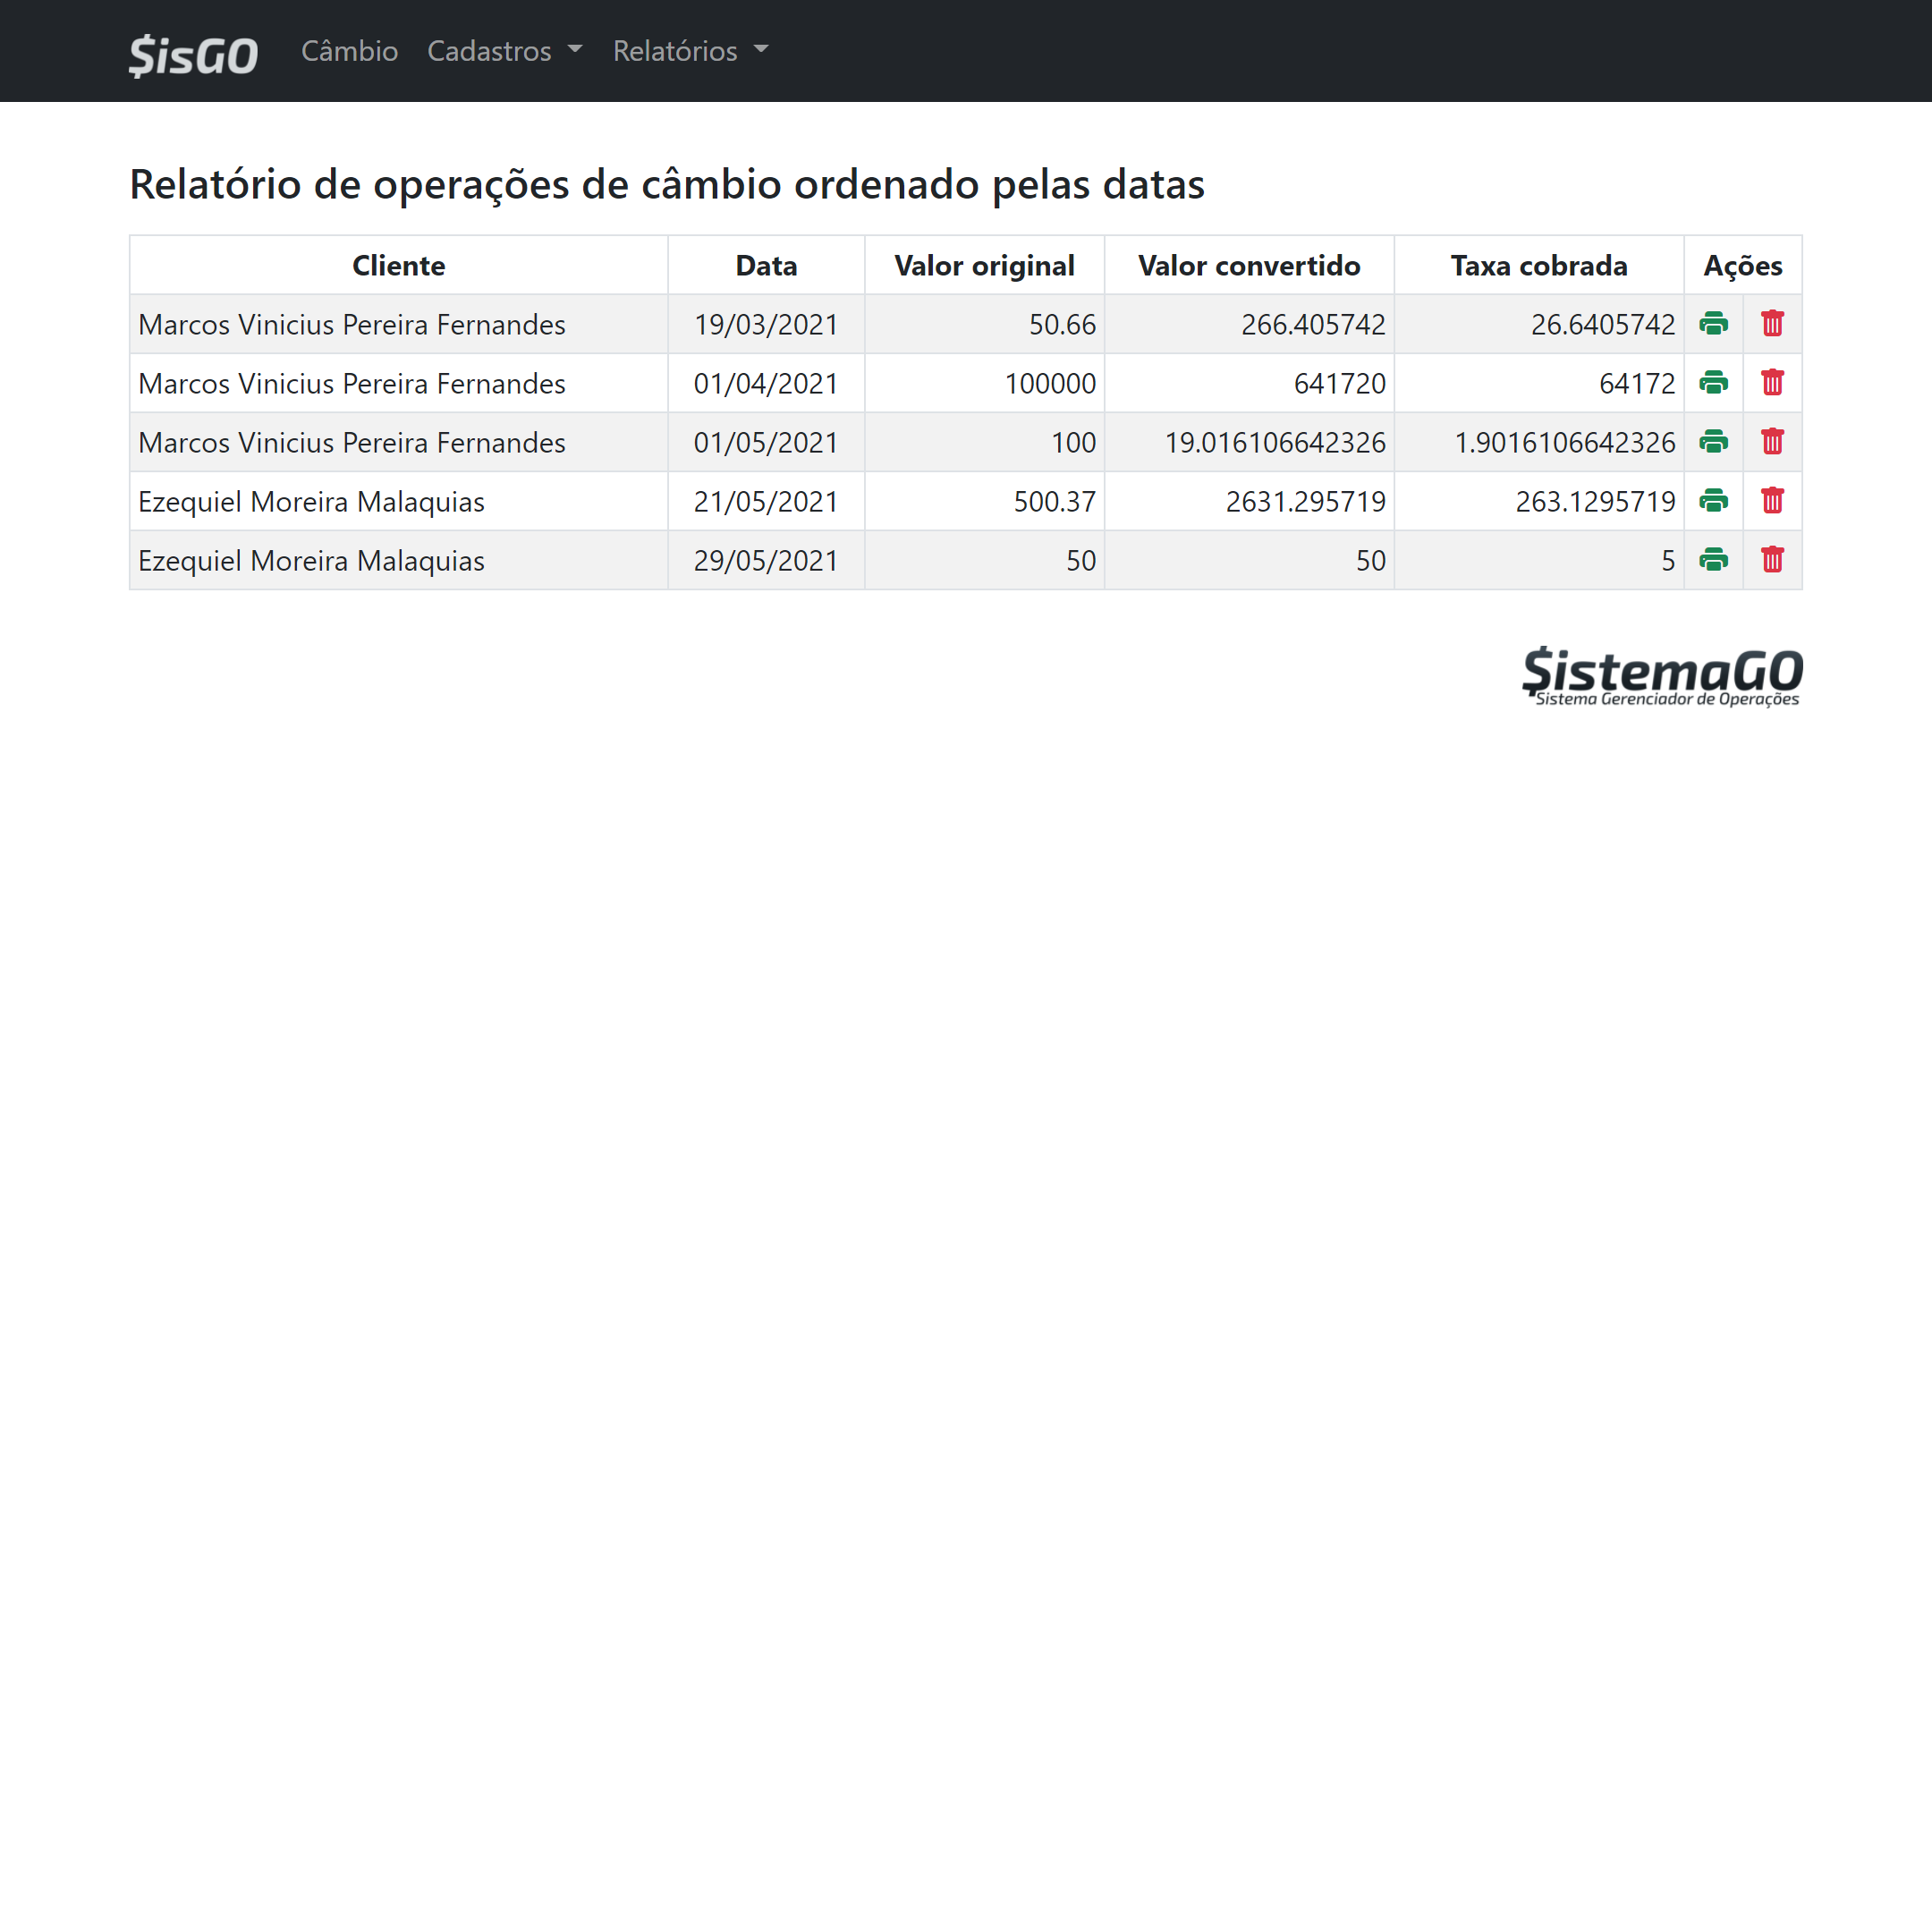 $isGO Câmbio Cadastros Relatórios
Relatório de operações de câmbio ordenado pelas datas
Cliente Data Valor original Valor convertido Taxa cobrada Ações
Marcos Vinicius Pereira Fernandes 19/03/2021 50.66 266.405742 26.6405742
Marcos Vinicius Pereira Fernandes 01/04/2021 100000 641720 64172
Marcos Vinicius Pereira Fernandes 01/05/2021 100 19.016106642326 1.9016106642326
Ezequiel Moreira Malaquias 21/05/2021 500.37 2631.295719 263.1295719
Ezequiel Moreira Malaquias 29/05/2021 50 50 5
$istemaGO
Sistema Gerenciador de Operações